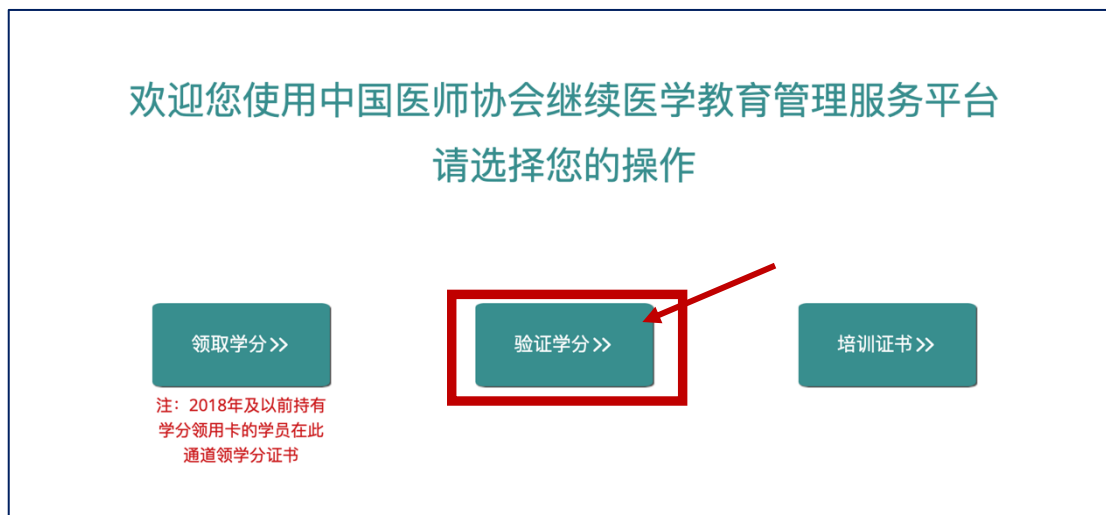 欢迎您使用中国医师协会继续医学教育管理服务平台
请选择您的操作
领取学分>>
验证学分>>
培训证书>>
注：2018年及以前持有
学分领用卡的学员在此
通道领学分证书